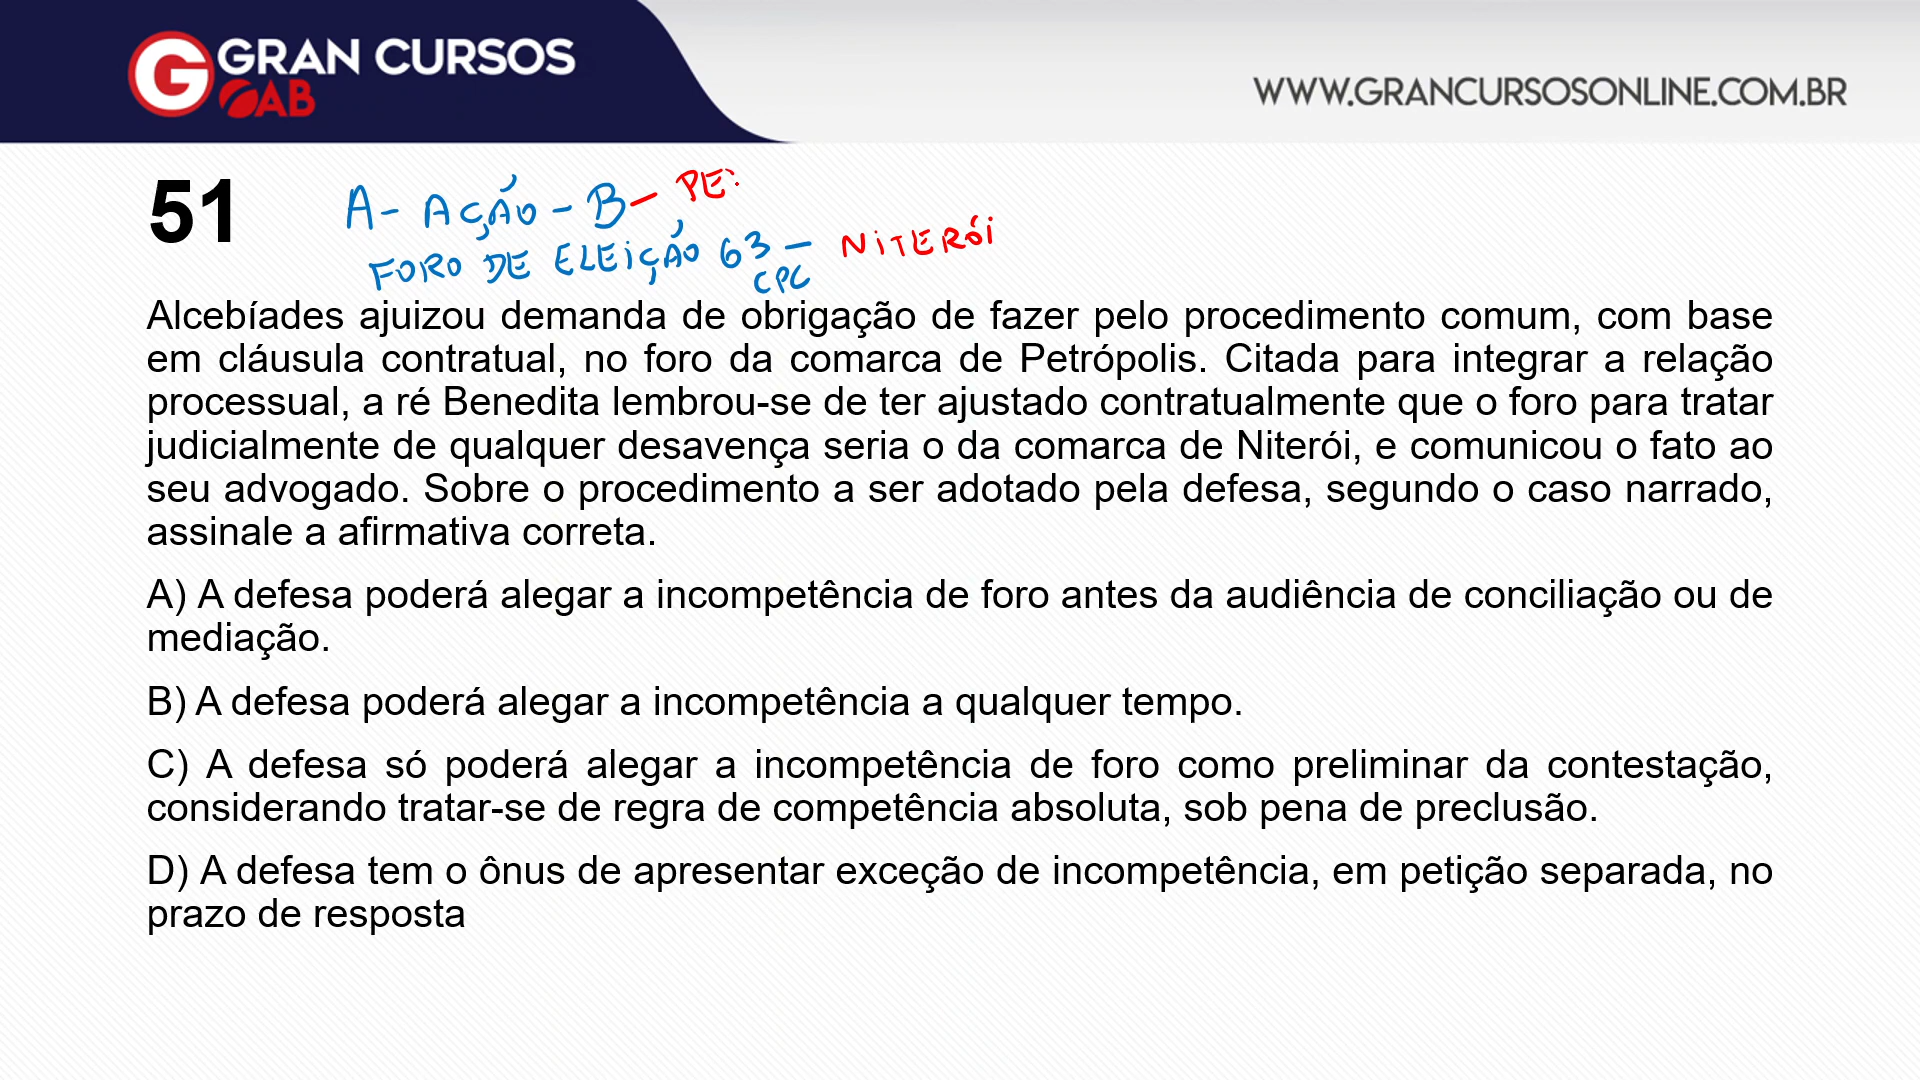 GRAN CURSOS
OAB
WWW.GRANCURSOSONLINE.COM.BR
51
A - AÇÃO - B - PE:
FORO DE ELEIÇÃO 63 - NITERÓI
CPC
Alcebíades ajuizou demanda de obrigação de fazer pelo procedimento comum, com base
em cláusula contratual, no foro da comarca de Petrópolis. Citada para integrar a relação
processual, a ré Benedita lembrou-se de ter ajustado contratualmente que o foro para tratar
judicialmente de qualquer desavença seria o da comarca de Niterói, e comunicou o fato ao
seu advogado. Sobre o procedimento a ser adotado pela defesa, segundo o caso narrado,
assinale a afirmativa correta.
A) A defesa poderá alegar a incompetência de foro antes da audiência de conciliação ou de
mediação.
B) A defesa poderá alegar a incompetência a qualquer tempo.
C) A defesa só poderá alegar a incompetência de foro como preliminar da contestação,
considerando tratar-se de regra de competência absoluta, sob pena de preclusão.
D) A defesa tem o ônus de apresentar exceção de incompetência, em petição separada, no
prazo de resposta